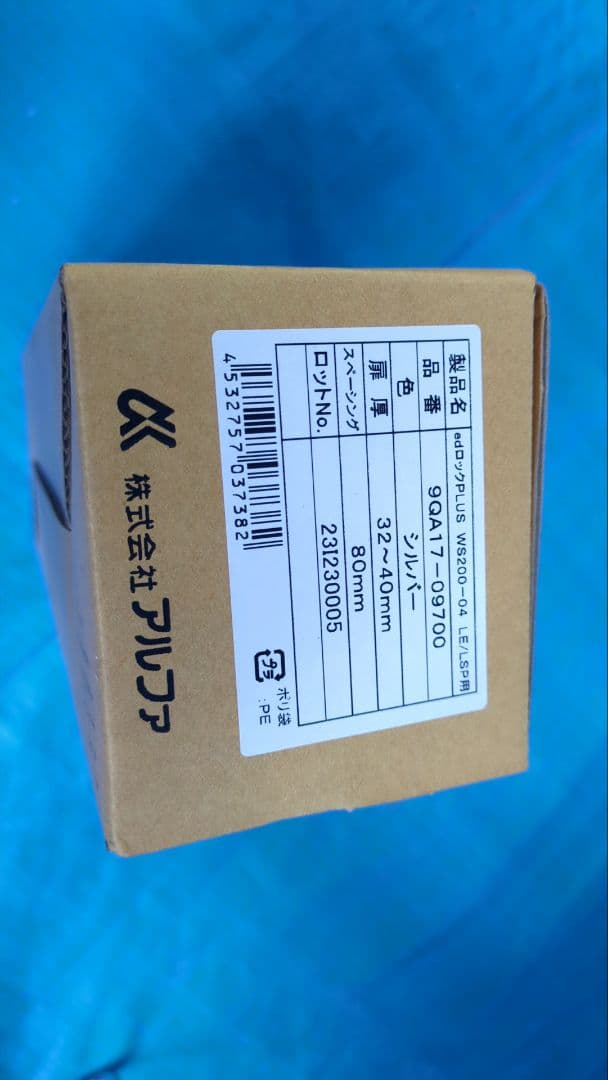 製品名 edロックPLUS WS200-04 LE/LSP用
品番 9QA17-09700
色 シルバー
扉厚 32~40mm
スペーシング 80mm
ロットNo. 23I230005
4532757037382
プラ ポリ袋:PE
株式会社アルファ